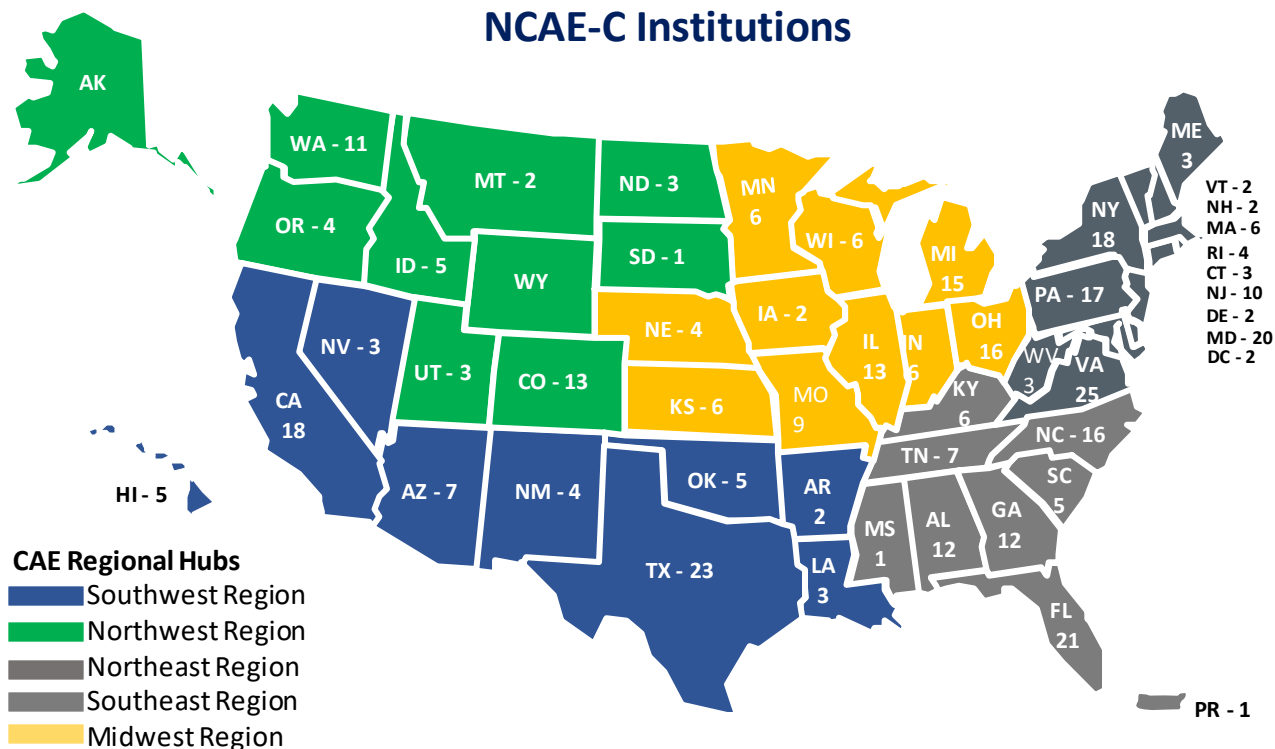 NCAE-C Institutions
AK
WA - 11
MT - 2
ND - 3
MN
6
ME
3
OR - 4
ID - 5
WY
SD - 1
WI - 6
MI
15
NY
18
VT - 2
NH - 2
MA - 6
RI - 4
CT - 3
NJ - 10
DE - 2
MD - 20
DC - 2
NV - 3
UT - 3
CO - 13
NE - 4
IA - 2
IL
13
IN
6
OH
16
PA - 17
CA
18
KS - 6
MO
9
KY
6
WV
3
VA
25
HI - 5
AZ - 7
NM - 4
OK - 5
AR
2
TN - 7
NC - 16
SC
5
TX - 23
LA
3
MS
1
AL
12
GA
12
FL
21
PR - 1
CAE Regional Hubs
Southwest Region
Northwest Region
Northeast Region
Southeast Region
Midwest Region